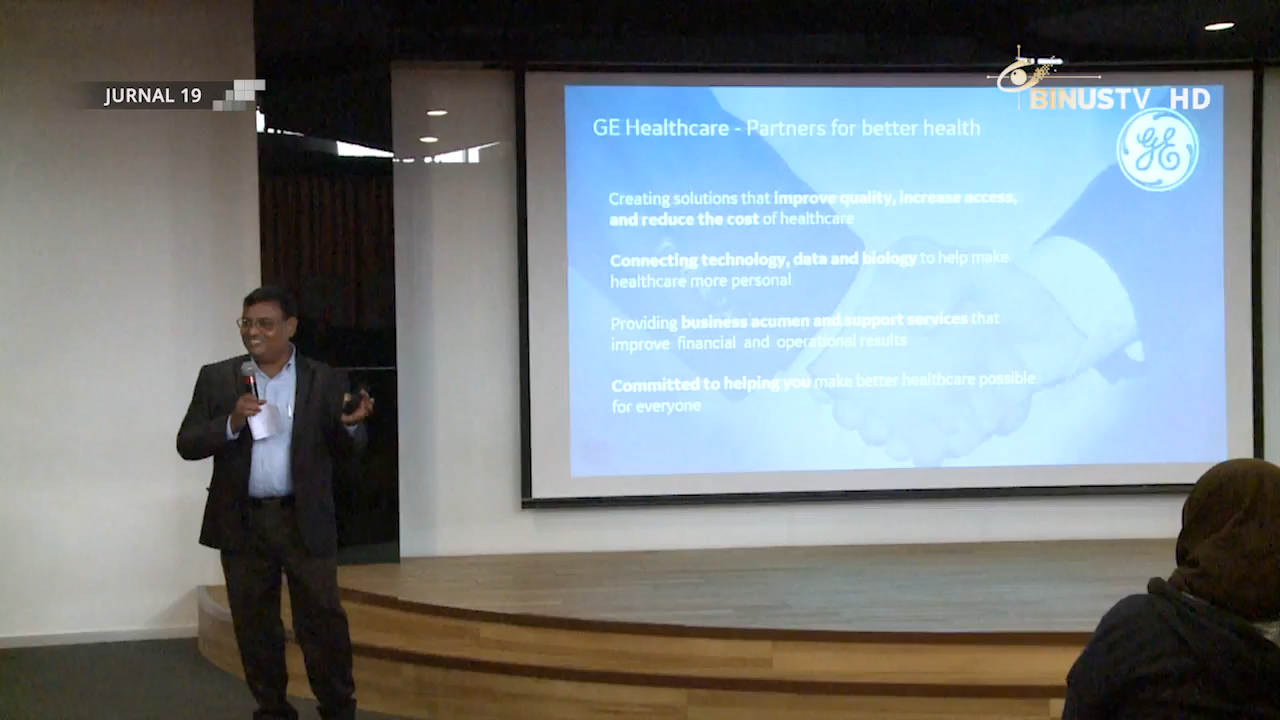 JURNAL 19
BINUSTV HD
GE Healthcare - Partners for better health
GE
Creating solutions that improve quality, increase access,
and reduce the cost of healthcare
Connecting technology, data and biology to help make
healthcare more personal
Providing business acumen and support services that
improve financial and operational results
Committed to helping you make better healthcare possible
for everyone